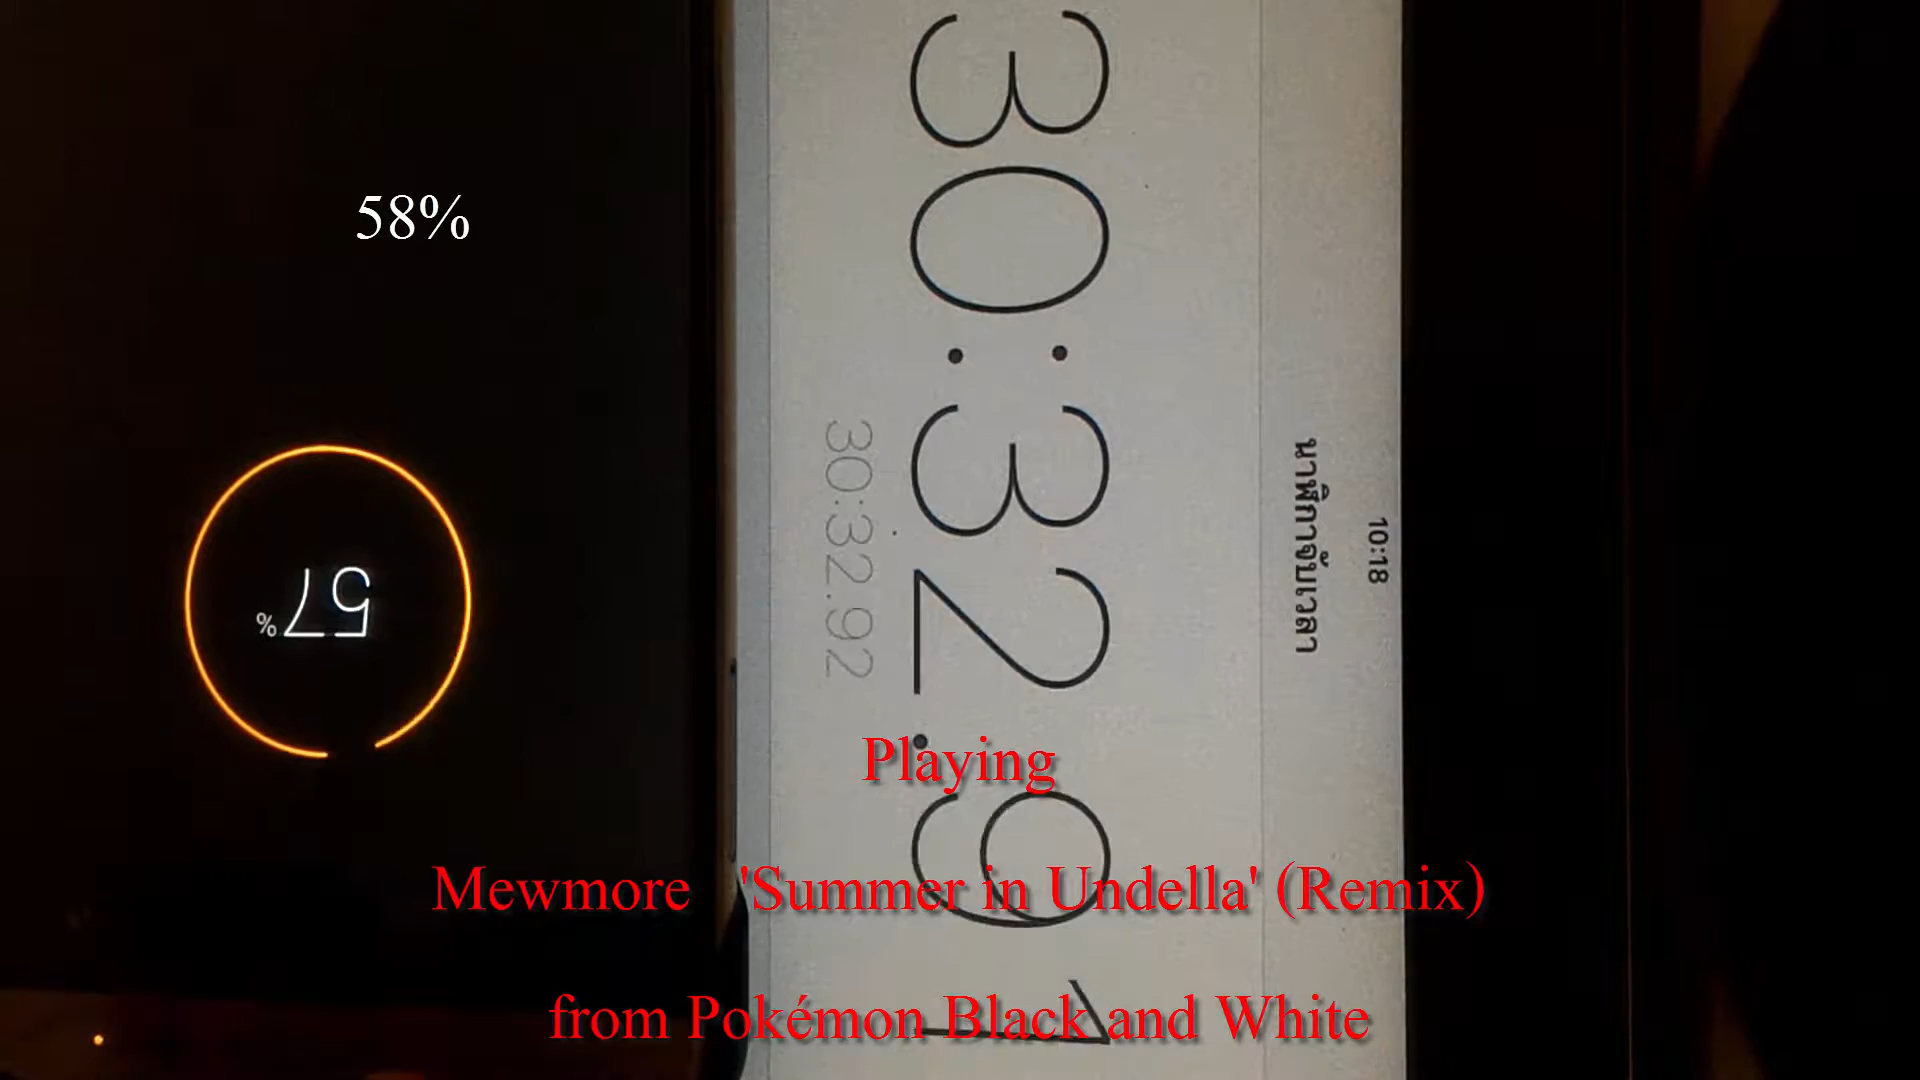 58%
57%
30:32.91
30:32.92
นาฬิกาจับเวลา
10:18
Playing
Mewmore 'Summer in Undella' (Remix)
from Pokémon Black and White